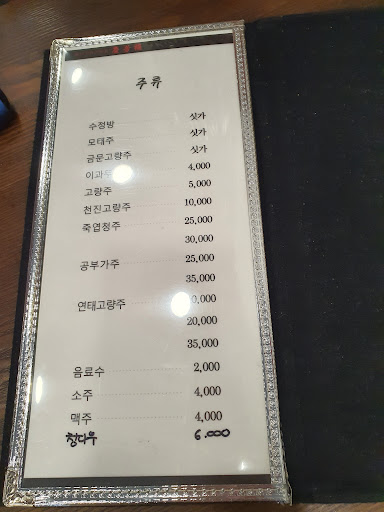 주류
수정방 싯가
모태주 싯가
금문고량주 싯가
이과 4,000
고량주 5,000
천진고량주 10,000
죽엽청주 25,000
30,000
공부가주 25,000
35,000
연태고량주
20,000
35,000
음료수 2,000
소주 4,000
맥주 4,000
칭다오 6.000